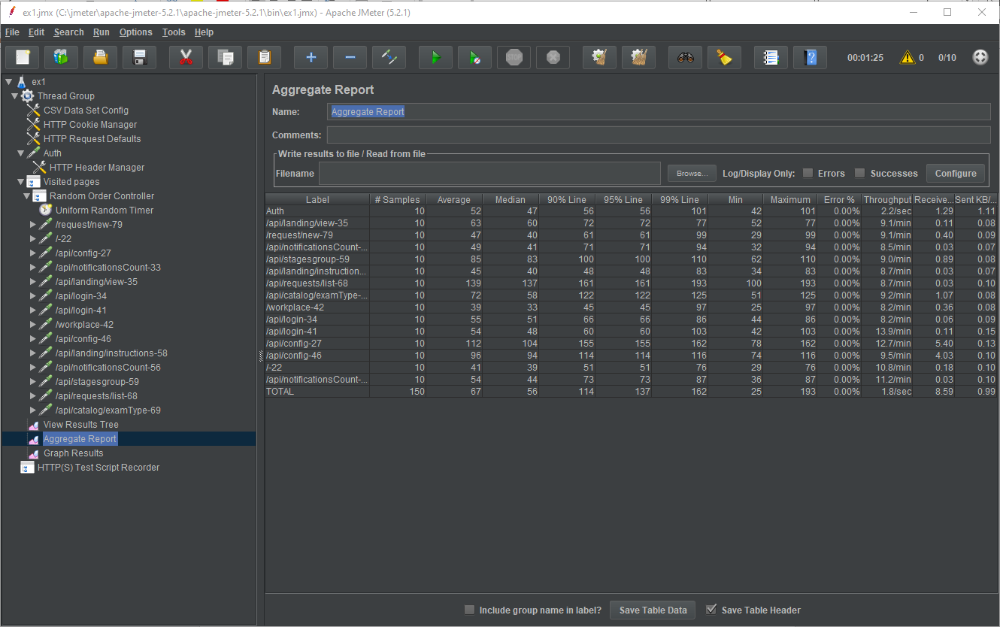 ex1.jmx (C:\jmeter\apache-jmeter-5.2.1\apache-jmeter-5.2.1\bin\ex1.jmx) - Apache JMeter (5.2.1)
File Edit Search Run Options Tools Help
STOP 00:01:25 0 0/10
ex1
Thread Group
CSV Data Set Config
HTTP Cookie Manager
HTTP Request Defaults
Auth
HTTP Header Manager
Visited pages
Random Order Controller
Uniform Random Timer
/request/new-79
/-22
/api/config-27
/api/notificationsCount-33
/api/landing/view-35
/api/login-34
/api/login-41
/workplace-42
/api/config-46
/api/landing/instructions-58
/api/notificationsCount-56
/api/stagesgroup-59
/api/requests/list-68
/api/catalog/examType-69
View Results Tree
Aggregate Report
Graph Results
HTTP(S) Test Script Recorder
Aggregate Report
Name: Aggregate Report
Comments:
Write results to file / Read from file
Filename Browse... Log/Display Only: Errors Successes Configure
Label # Samples Average Median 90% Line 95% Line 99% Line Min Maximum Error % Throughput Receive... Sent KB/...
Auth 10 52 47 56 56 101 42 101 0.00% 2.2/sec 1.29 1.11
/api/landing/view-35 10 63 60 72 72 77 52 77 0.00% 9.1/min 0.11 0.08
/request/new-79 10 47 40 61 61 99 29 99 0.00% 9.1/min 0.40 0.09
/api/notificationsCount-... 10 49 41 71 71 94 32 94 0.00% 8.5/min 0.03 0.07
/api/stagesgroup-59 10 85 83 100 100 110 62 110 0.00% 9.0/min 0.89 0.08
/api/landing/instruction... 10 45 40 48 48 83 34 83 0.00% 8.7/min 0.03 0.07
/api/requests/list-68 10 139 137 161 161 193 100 193 0.00% 8.7/min 0.03 0.10
/api/catalog/examType-... 10 72 58 122 122 125 51 125 0.00% 9.2/min 1.07 0.08
/workplace-42 10 39 33 45 45 97 25 97 0.00% 8.2/min 0.36 0.08
/api/login-34 10 55 51 66 66 86 44 86 0.00% 8.2/min 0.06 0.09
/api/login-41 10 54 48 60 60 103 42 103 0.00% 13.9/min 0.11 0.15
/api/config-27 10 112 104 155 155 162 78 162 0.00% 12.7/min 5.40 0.13
/api/config-46 10 96 94 114 114 116 74 116 0.00% 9.5/min 4.03 0.10
/-22 10 41 39 51 51 76 29 76 0.00% 10.8/min 0.18 0.10
/api/notificationsCount-... 10 54 44 73 73 87 36 87 0.00% 11.2/min 0.03 0.10
TOTAL 150 67 56 114 137 162 25 193 0.00% 1.8/sec 8.59 0.99
Include group name in label? Save Table Data Save Table Header